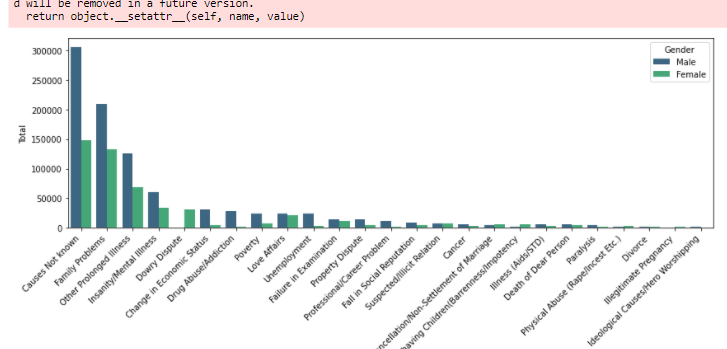 d will be removed in a future version.
return object.__setattr__(self, name, value)
Gender
Male
Female
300000
250000
200000
150000
100000
50000
0
Total
Causes Not known
Family Problems
Other Prolonged Illness
Insanity/Mental Illness
Dowry Dispute
Change in Economic Status
Drug Abuse/Addiction
Poverty
Love Affairs
Unemployment
Failure in Examination
Property Dispute
Professional/Career Problem
Fall in Social Reputation
Suspected/Illicit Relation
Cancer
ncellation/Non-Settlement of Marriage
having Children(Barrenness/Impotency
Illness (Aids/STD)
Death of Dear Person
Paralysis
Physical Abuse (Rape/Incest Etc.)
Divorce
Illegitimate Pregnancy
Ideological Causes/Hero Worshipping